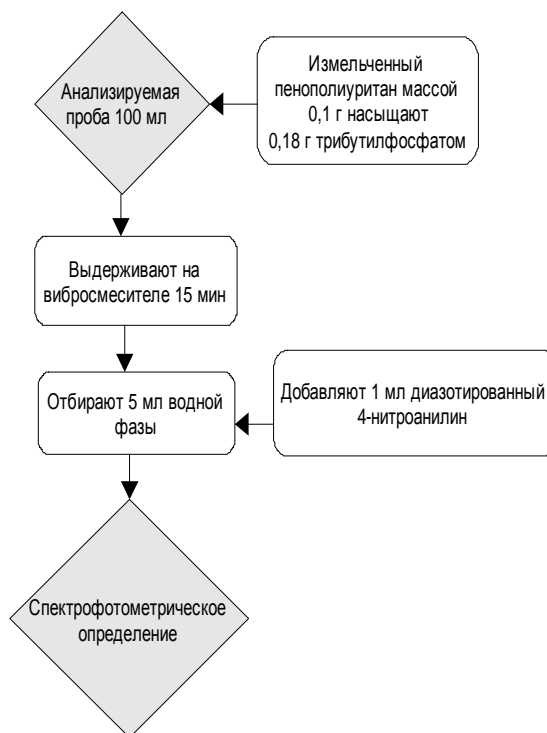 Анализируемая
проба 100 мл
Измельченный
пенополиуритан массой
0,1 г насыщают
0,18 г трибутилфосфатом
Выдерживают на
вибросмесителе 15 мин
Отбирают 5 мл водной
фазы
Добавляют 1 мл диазотированный
4-нитроанилин
Спектрофотометрическое
определение